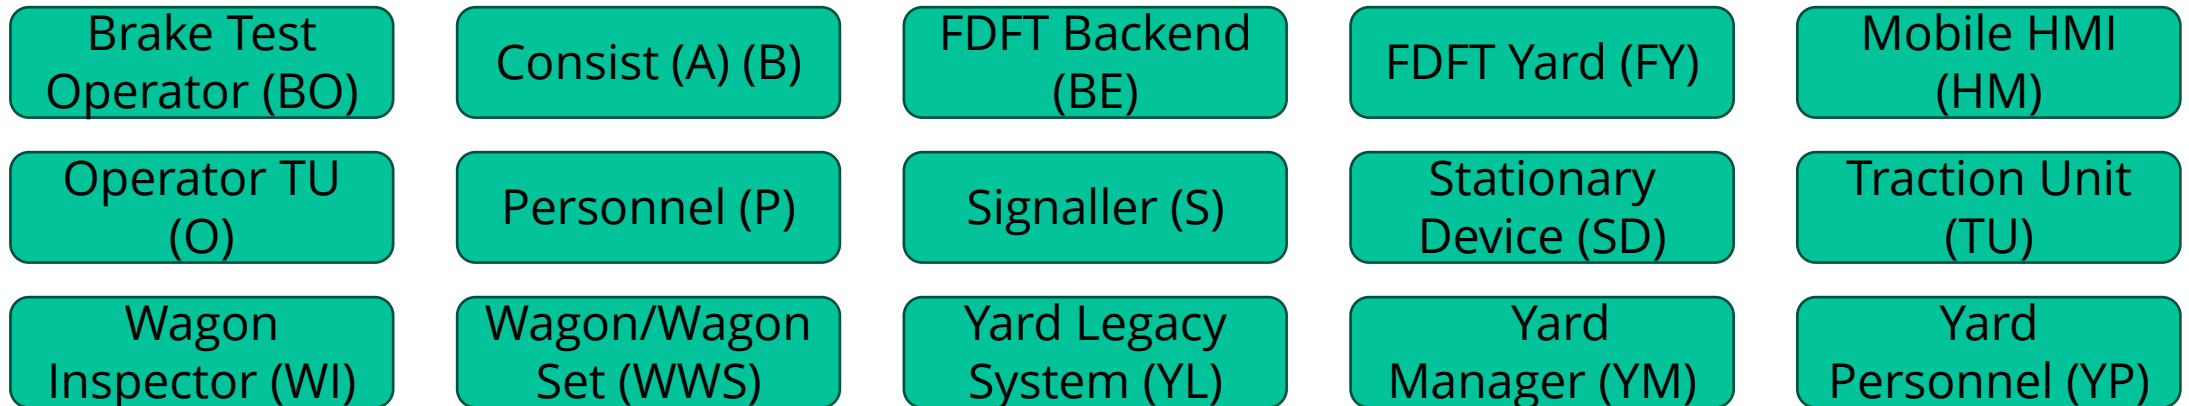 Brake Test
Operator (BO)
Consist (A) (B)
FDFT Backend
(BE)
FDFT Yard (FY)
Mobile HMI
(HM)
Operator TU
(O)
Personnel (P)
Signaller (S)
Stationary
Device (SD)
Traction Unit
(TU)
Wagon
Inspector (WI)
Wagon/Wagon
Set (WWS)
Yard Legacy
System (YL)
Yard
Manager (YM)
Yard
Personnel (YP)